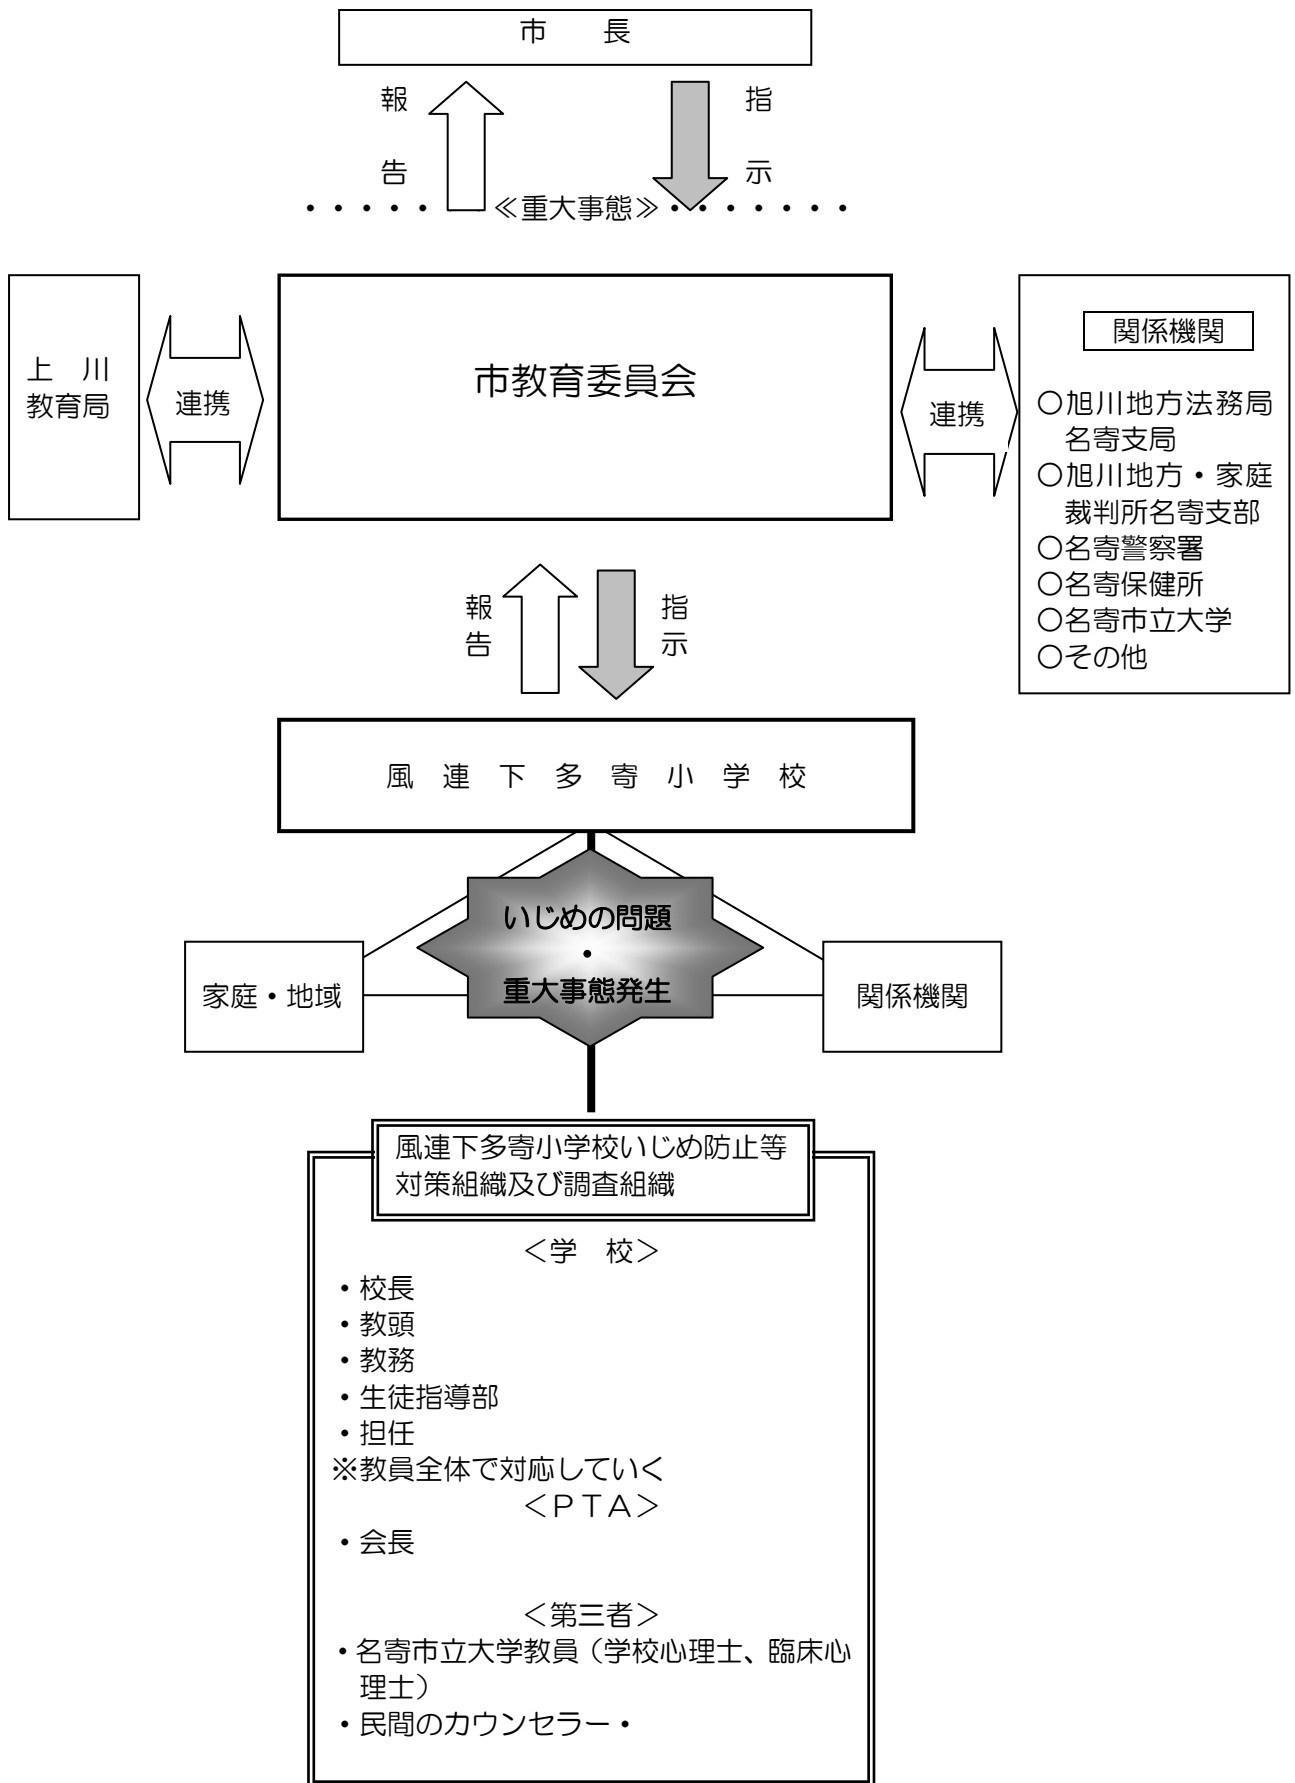 市　　長
報　告
指　示
・・・・・≪重大事態≫・・・・・・・
上　川
教育局
連携
市教育委員会
連携
関係機関
○旭川地方法務局
名寄支局
○旭川地方・家庭
裁判所名寄支部
○名寄警察署
○名寄保健所
○名寄市立大学
○その他
報告
指示
風　連　下　多　寄　小　学　校
いじめの問題
・
重大事態発生
家庭・地域
関係機関
風連下多寄小学校いじめ防止等
対策組織及び調査組織
＜学　校＞
・校長
・教頭
・教務
・生徒指導部
・担任
※教員全体で対応していく
＜ＰＴＡ＞
・会長
＜第三者＞
・名寄市立大学教員（学校心理士、臨床心
理士）
・民間のカウンセラー・